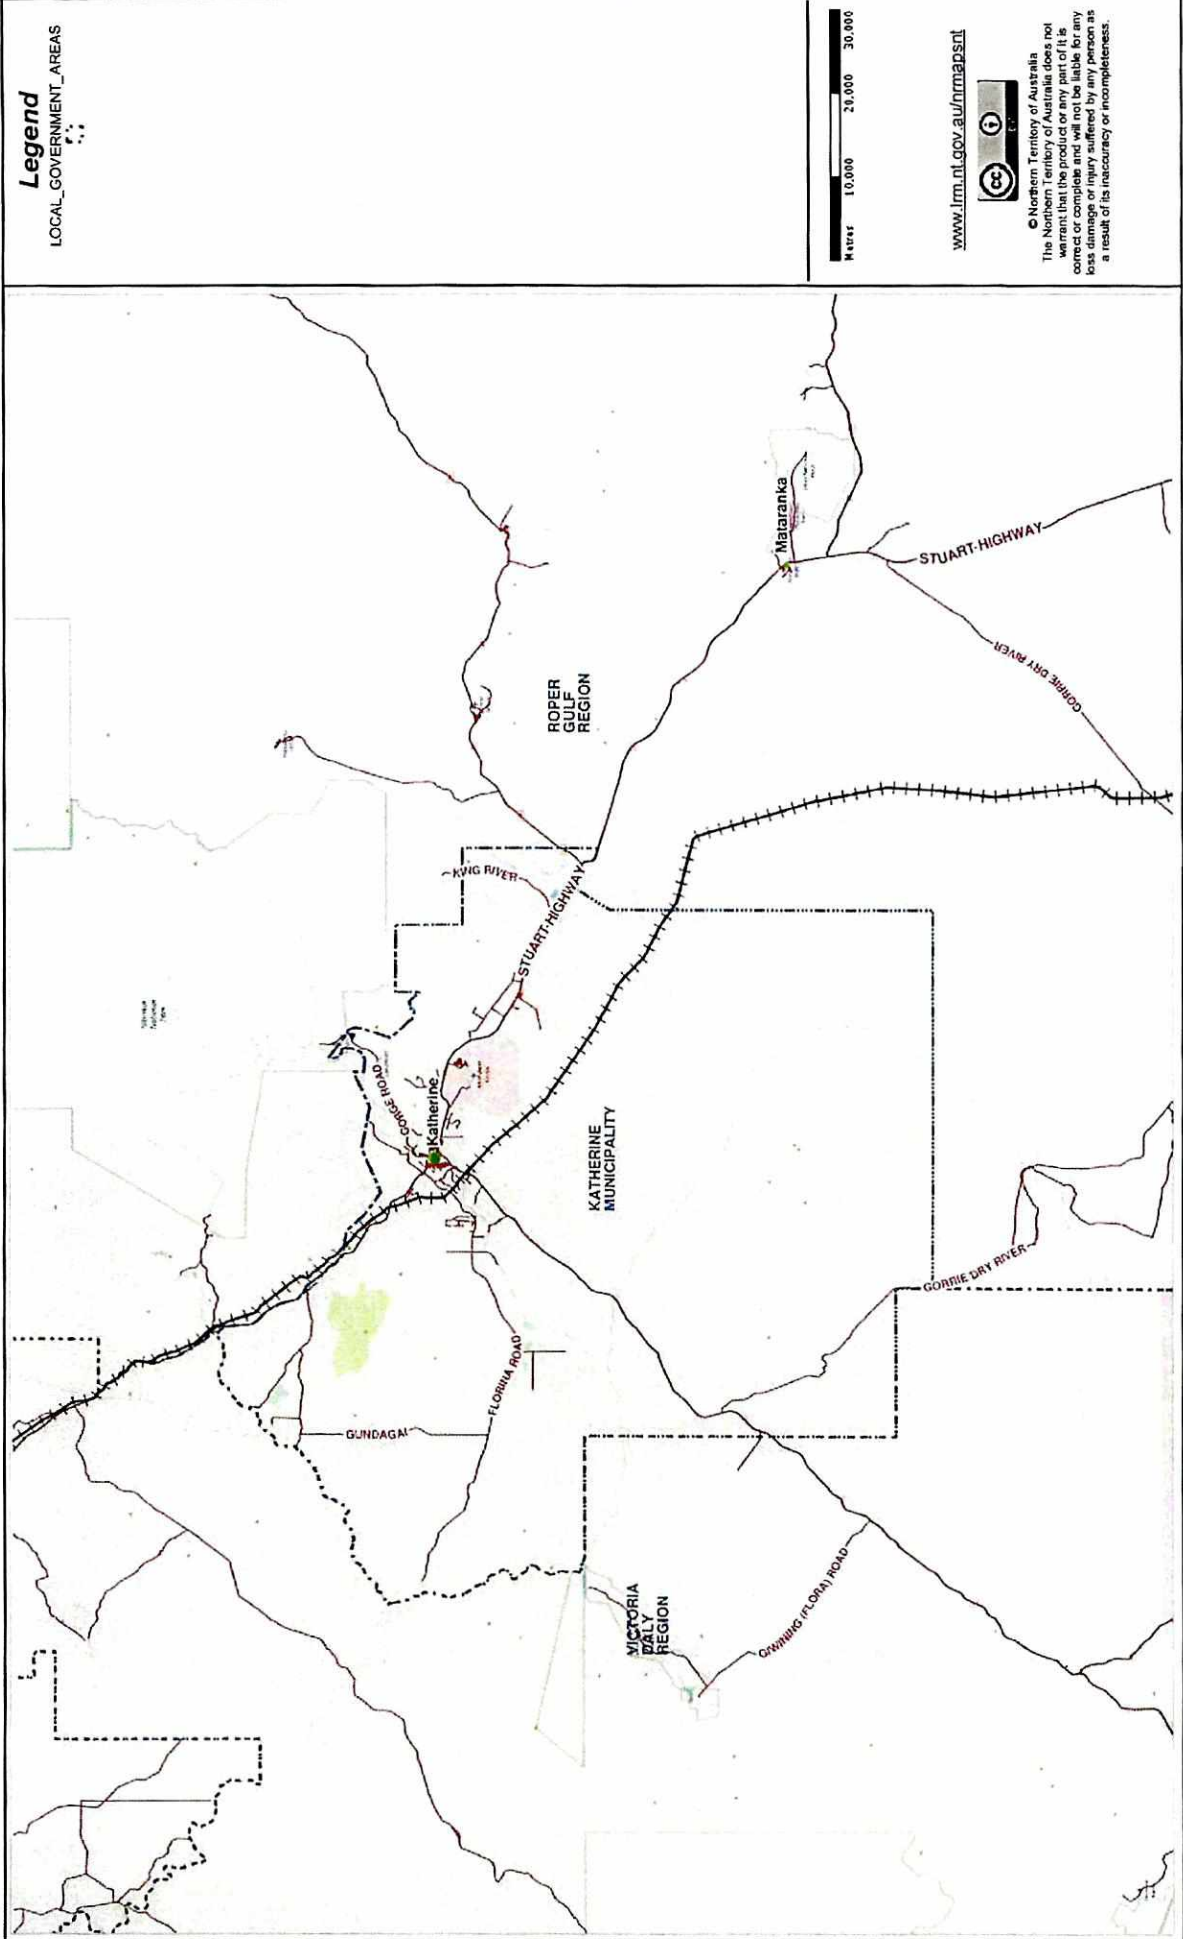 Legend
LOCAL_GOVERNMENT_AREAS
Metres 10,000 20,000 30,000
www.lrm.nt.gov.au/nrmapsnt
cc
© Northern Territory of Australia
The Northern Territory of Australia does not
warrant that the product or any part of it is
correct or complete and will not be liable for any
loss damage or injury suffered by any person as
a result of its inaccuracy or incompleteness.
KING RIVER
STUART-HIGHWAY
GORGE ROAD
Katherine
ROPER
GULF
REGION
Mataranka
STUART-HIGHWAY
GORRIE DRY RIVER
KATHERINE
MUNICIPALITY
GUNDAGAI
FLORINA ROAD
GORRIE DRY RIVER
VICTORIA
DALY
REGION
GIWINING (FLORA) ROAD